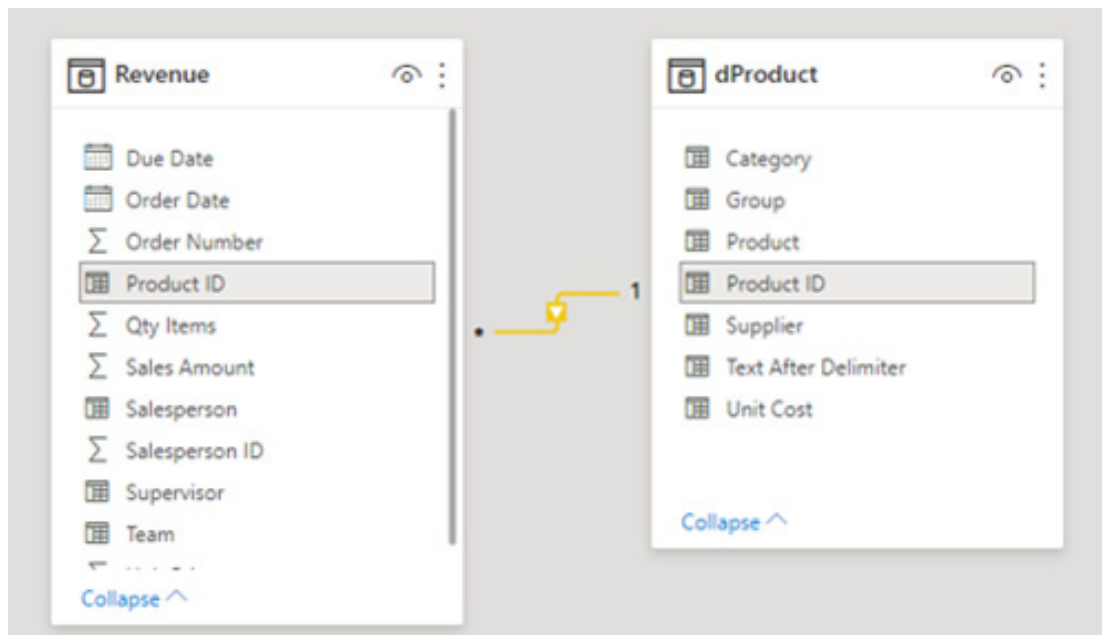 Revenue
Due Date
Order Date
Order Number
Product ID
Qty Items
Sales Amount
Salesperson
Salesperson ID
Supervisor
Team
Collapse
* 1
dProduct
Category
Group
Product
Product ID
Supplier
Text After Delimiter
Unit Cost
Collapse